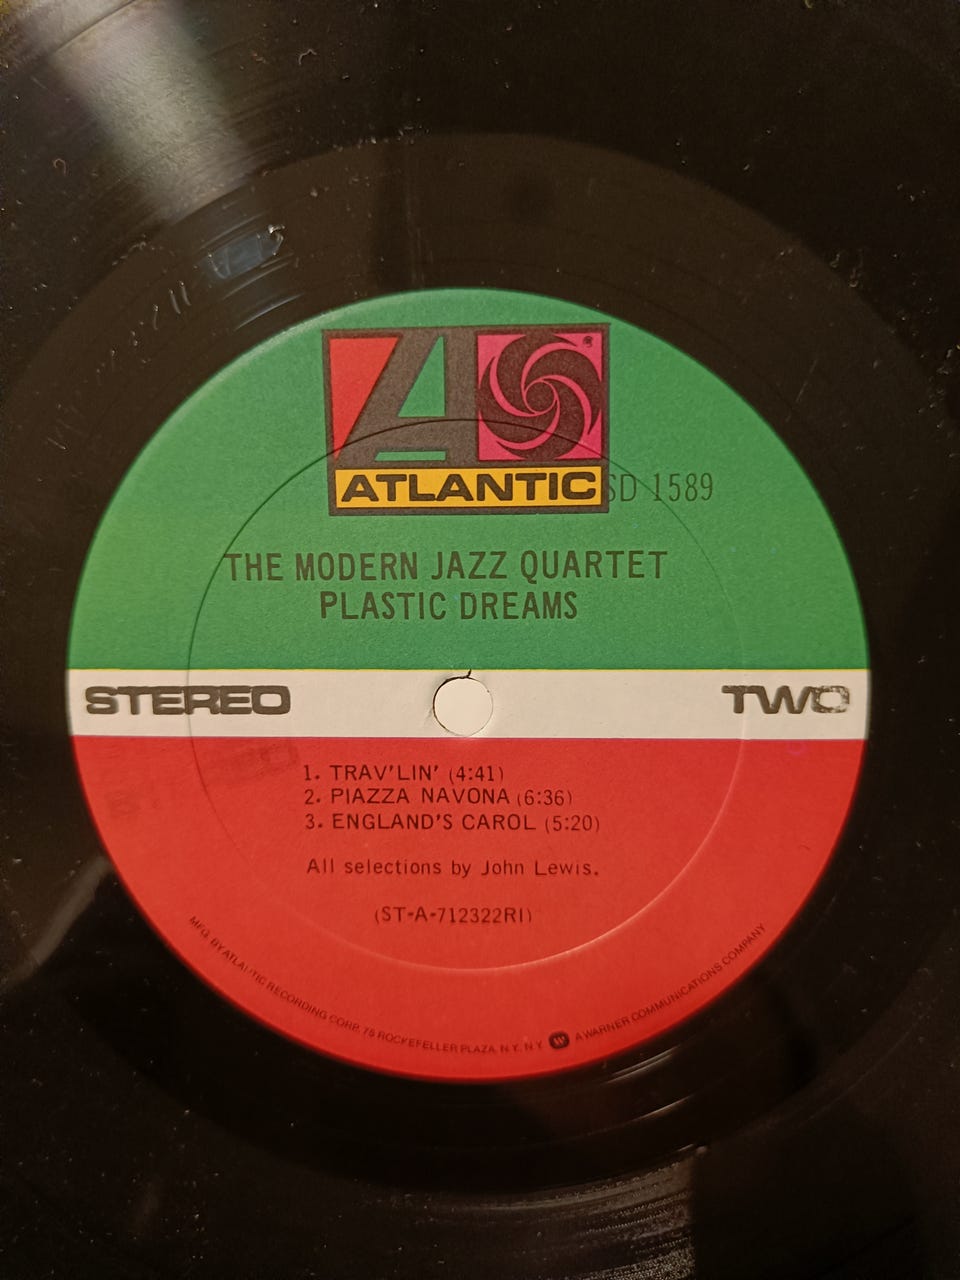 ATLANTIC
®
SD 1589
THE MODERN JAZZ QUARTET
PLASTIC DREAMS
STEREO
TWO
1. TRAV'LIN' (4:41)
2. PIAZZA NAVONA (6:36)
3. ENGLAND'S CAROL (5:20)
All selections by John Lewis.
(ST-A-712322RI)
MFG. BY ATLANTIC RECORDING CORP. 75 ROCKEFELLER PLAZA, N.Y., N.Y. W A WARNER COMMUNICATIONS COMPANY